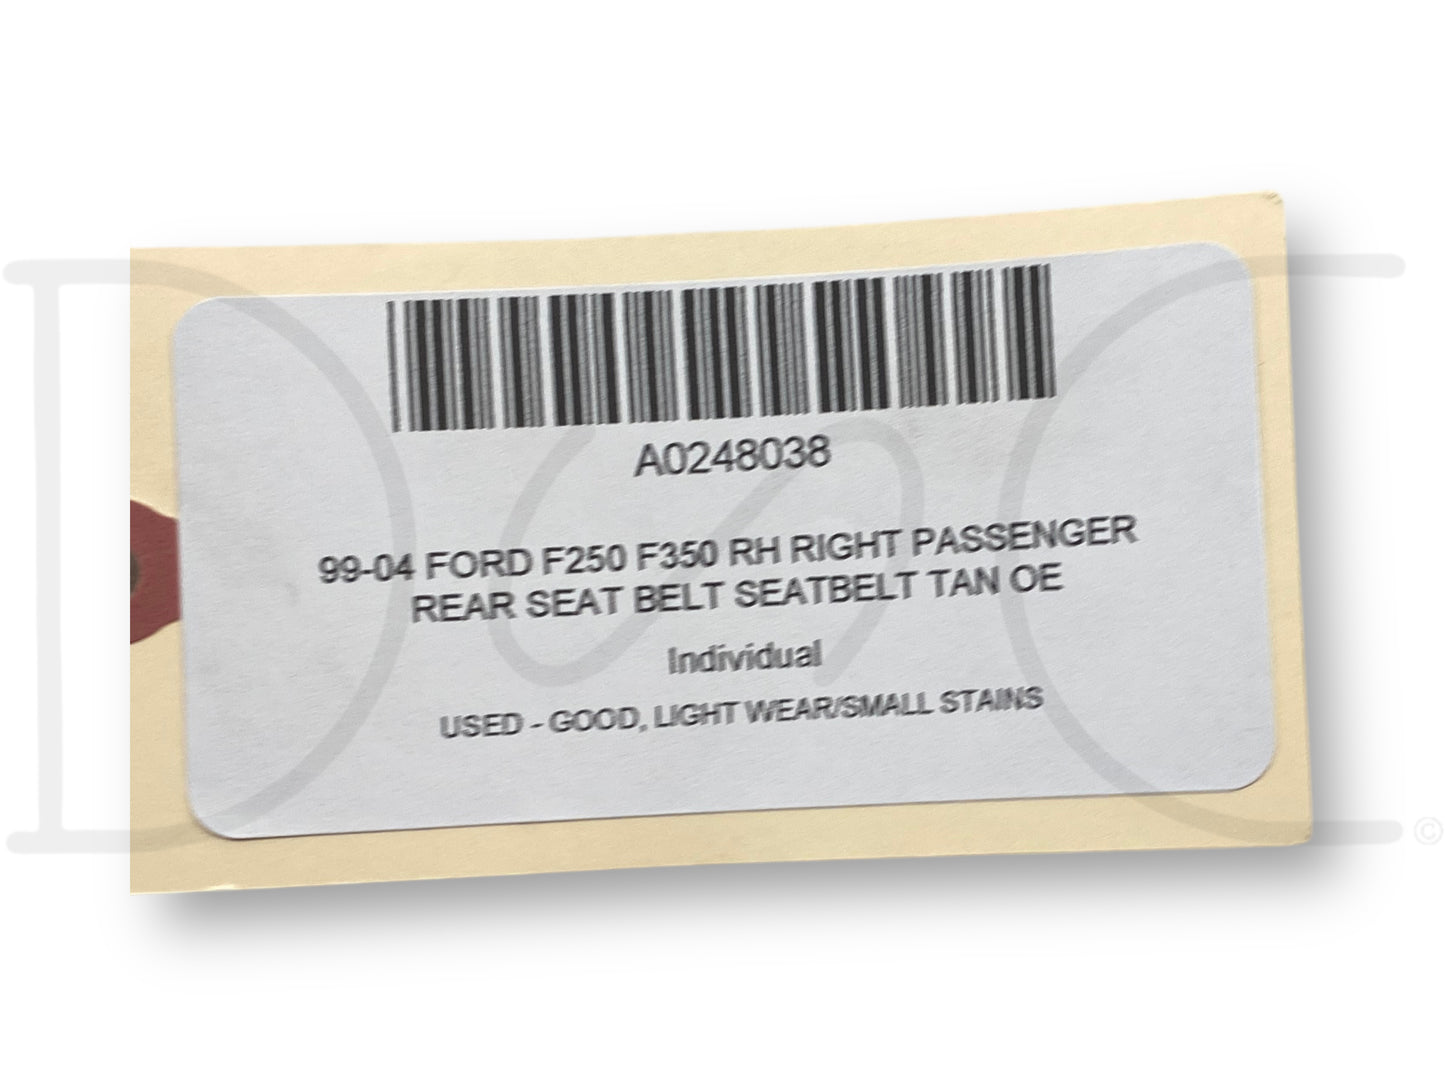 A0248038
99-04 FORD F250 F350 RH RIGHT PASSENGER
REAR SEAT BELT SEATBELT TAN OE
Individual
USED - GOOD, LIGHT WEAR/SMALL STAINS
©